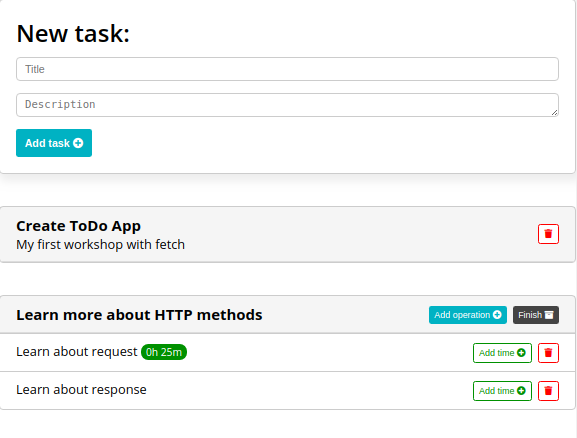 New task:
Title
Description
Add task
Create ToDo App
My first workshop with fetch
Learn more about HTTP methods
Add operation
Finish
Learn about request 0h 25m
Add time
Learn about response
Add time